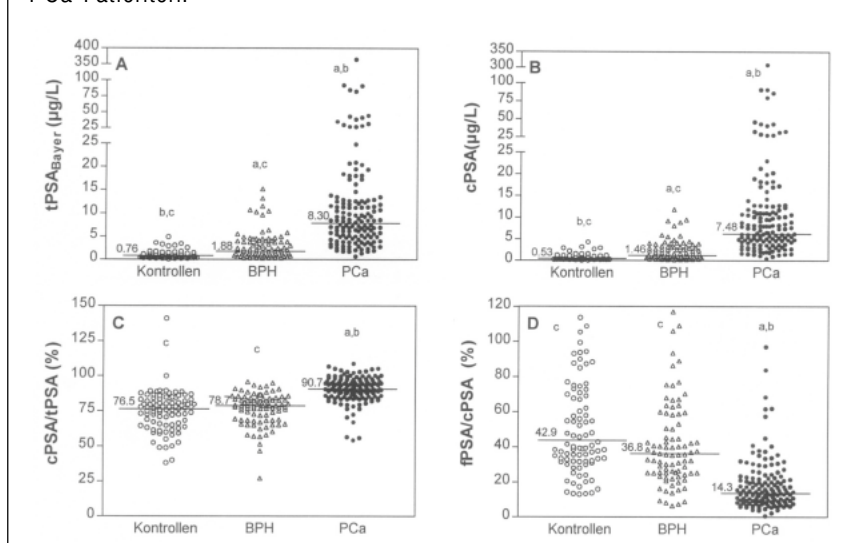 400
350
100
75
50
25
25
20
15
10
5
0
tPSA Bayer (µg/L)
A
a,b
a,c
b,c
0.76
1.88
8.30
Kontrollen BPH PCa
350
300
100
75
50
25
25
20
15
10
5
0
cPSA(µg/L)
B
a,b
a,c
b,c
0.53
1.46
7.48
Kontrollen BPH PCa
150
125
100
75
50
25
0
cPSA/tPSA (%)
C
c
c
a,b
76.5
78.7
90.7
Kontrollen BPH PCa
120
100
80
60
40
20
0
fPSA/cPSA (%)
D
c
c
a,b
42.9
36.8
14.3
Kontrollen BPH PCa